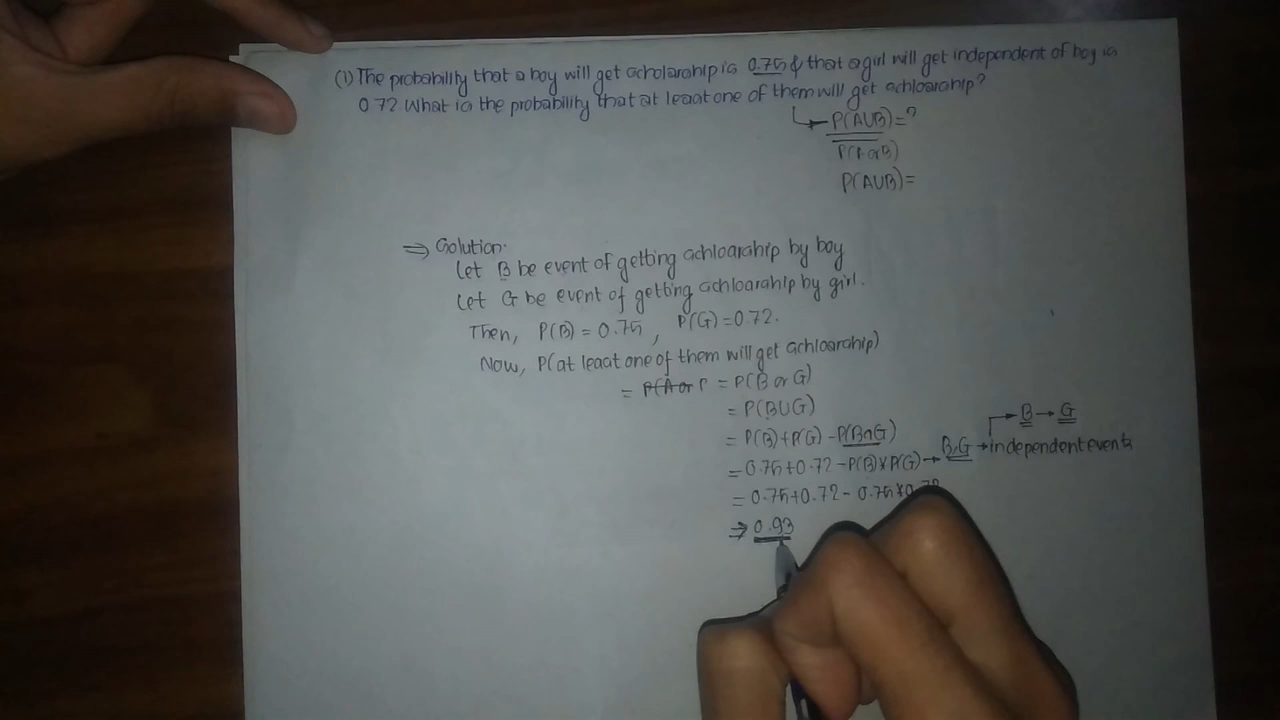 (1) The probability that a boy will get scholarship is 0.75 & that a girl will get independent of boy is
0.72 What is the probability that at least one of them will get schloarship?
P(A∪B)=?
P(A or B)
P(A∪B)=
⇒ Solution:
Let B be event of getting schloarship by boy
Let G be event of getting schloarship by girl.
Then, P(B) = 0.75, P(G)=0.72.
Now, P(at least one of them will get schloarship)
= P(A or P = P(B or G)
= P(B∪G)
= P(B)+P(G) - P(B∩G)
→ B → G
= 0.75+0.72 - P(B)×P(G) → B,G → independent events
= 0.75+0.72 - 0.75×0.72
⇒ 0.93